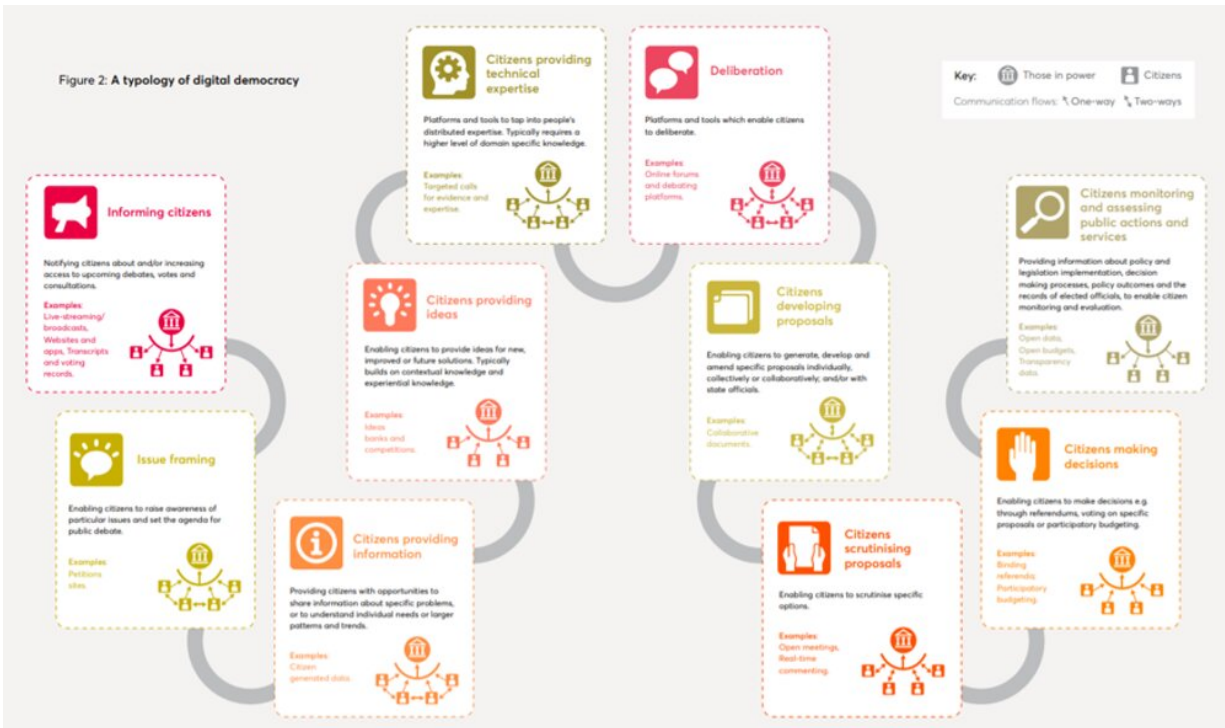 Figure 2: A typology of digital democracy
Key:
Those in power
Citizens
Communication flows:
One-way
Two-ways
Informing citizens
Notifying citizens about and/or increasing
access to upcoming debates, votes and
consultations.
Examples:
Live-streaming/
broadcasts,
Websites and
apps, Transcripts
and voting
records.
Issue framing
Enabling citizens to raise awareness of
particular issues and set the agenda for
public debate.
Examples:
Petitions
sites.
Citizens providing
information
Providing citizens with opportunities to
share information about specific problems,
or to understand individual needs or larger
patterns and trends.
Examples:
Citizen
generated data.
Citizens providing
ideas
Enabling citizens to provide ideas for new,
improved or future solutions. Typically
builds on contextual knowledge and
experiential knowledge.
Examples:
Ideas
banks and
competitions.
Citizens providing
technical
expertise
Platforms and tools to tap into people's
distributed expertise. Typically requires a
higher level of domain specific knowledge.
Examples:
Targeted calls
for evidence and
expertise.
Deliberation
Platforms and tools which enable citizens
to deliberate.
Examples:
Online forums
and debating
platforms.
Citizens
developing
proposals
Enabling citizens to generate, develop and
amend specific proposals individually,
collectively or collaboratively; and/or with
state officials.
Examples:
Collaborative
documents.
Citizens
scrutinising
proposals
Enabling citizens to scrutinise specific
options.
Examples:
Open meetings,
Real-time
commenting.
Citizens making
decisions
Enabling citizens to make decisions e.g.
through referendums, voting on specific
proposals or participatory budgeting.
Examples:
Binding
referenda;
Participatory
budgeting.
Citizens monitoring
and assessing
public actions and
services
Providing information about policy and
legislation implementation, decision
making processes, policy outcomes and the
records of elected officials, to enable citizen
monitoring and evaluation.
Examples:
Open data,
Open budgets,
Transparency
data.